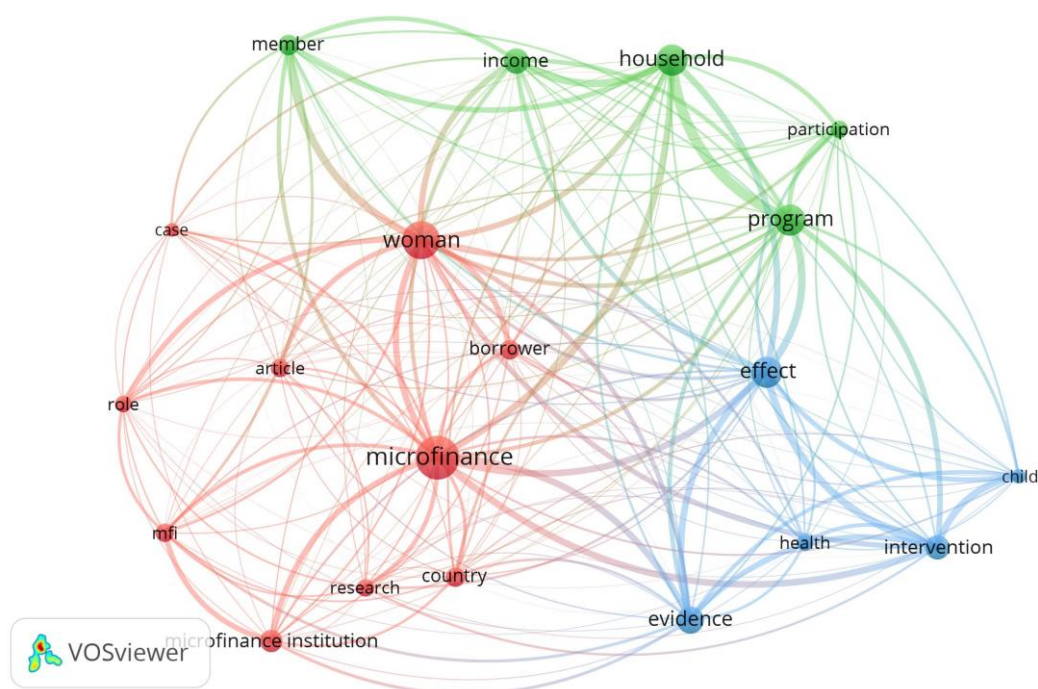 member
income
household
participation
program
case
woman
borrower
article
effect
role
microfinance
child
mfi
health
intervention
research
country
evidence
microfinance institution
VOSviewer